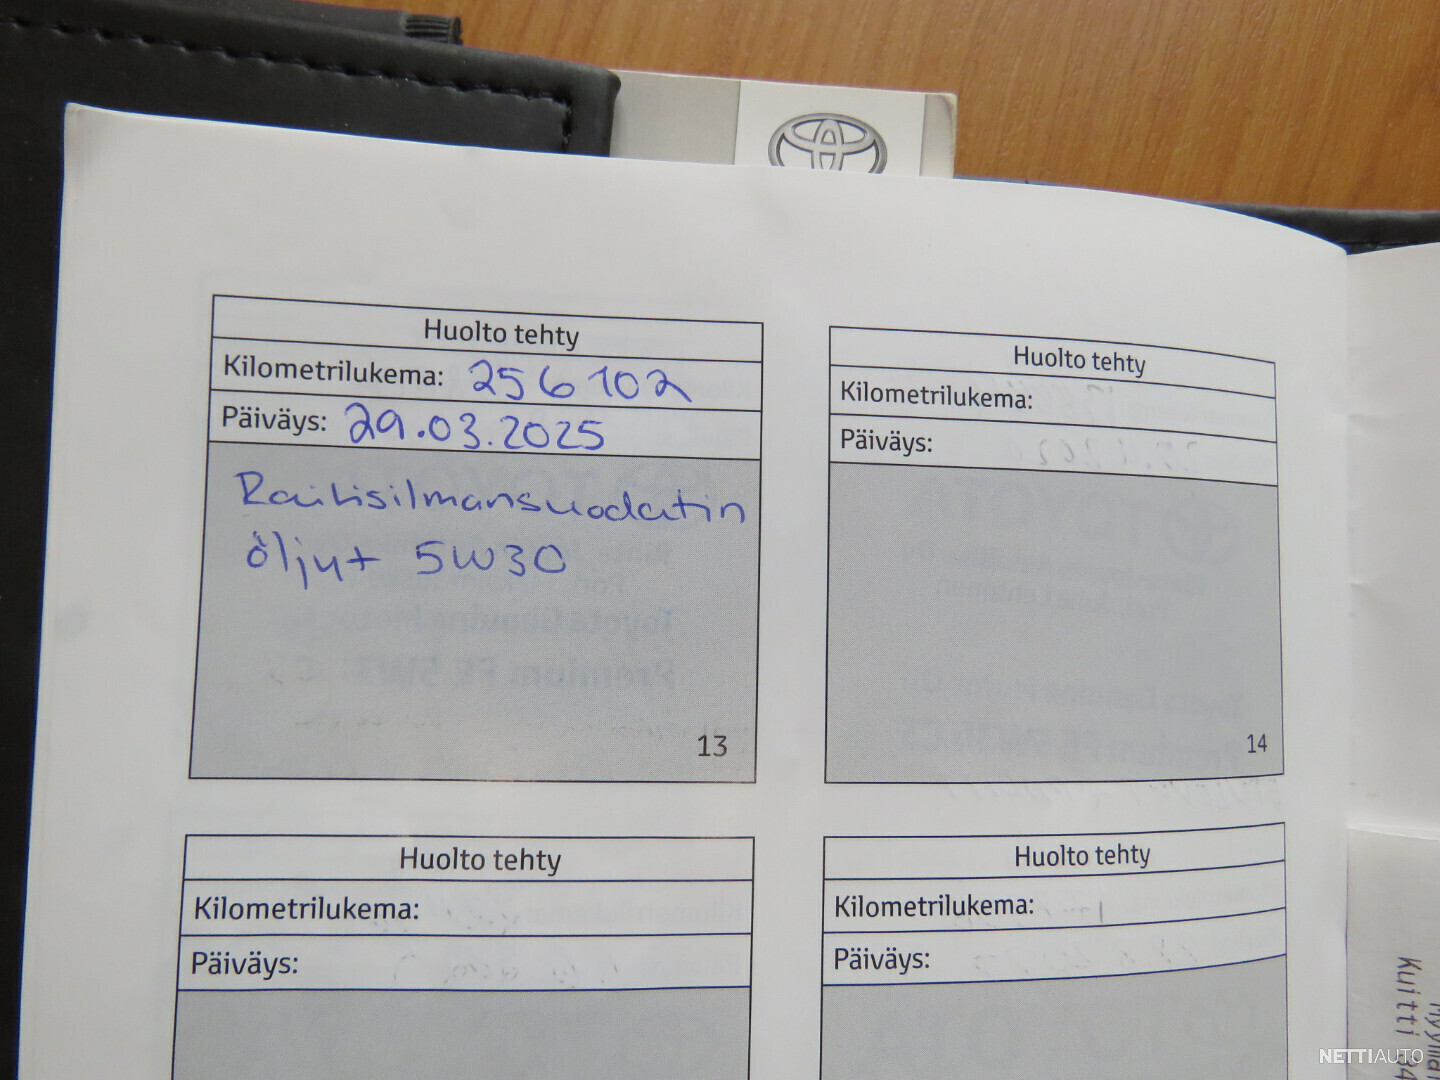 Huolto tehty
Kilometrilukema: 256102
Päiväys: 29.03.2025
Raitisilmansuodatin
öljyt 5W30
13
Huolto tehty
Kilometrilukema:
Päiväys:
14
Huolto tehty
Kilometrilukema:
Päiväys:
Huolto tehty
Kilometrilukema:
Päiväys:
Kuitti
NETTIAUTO